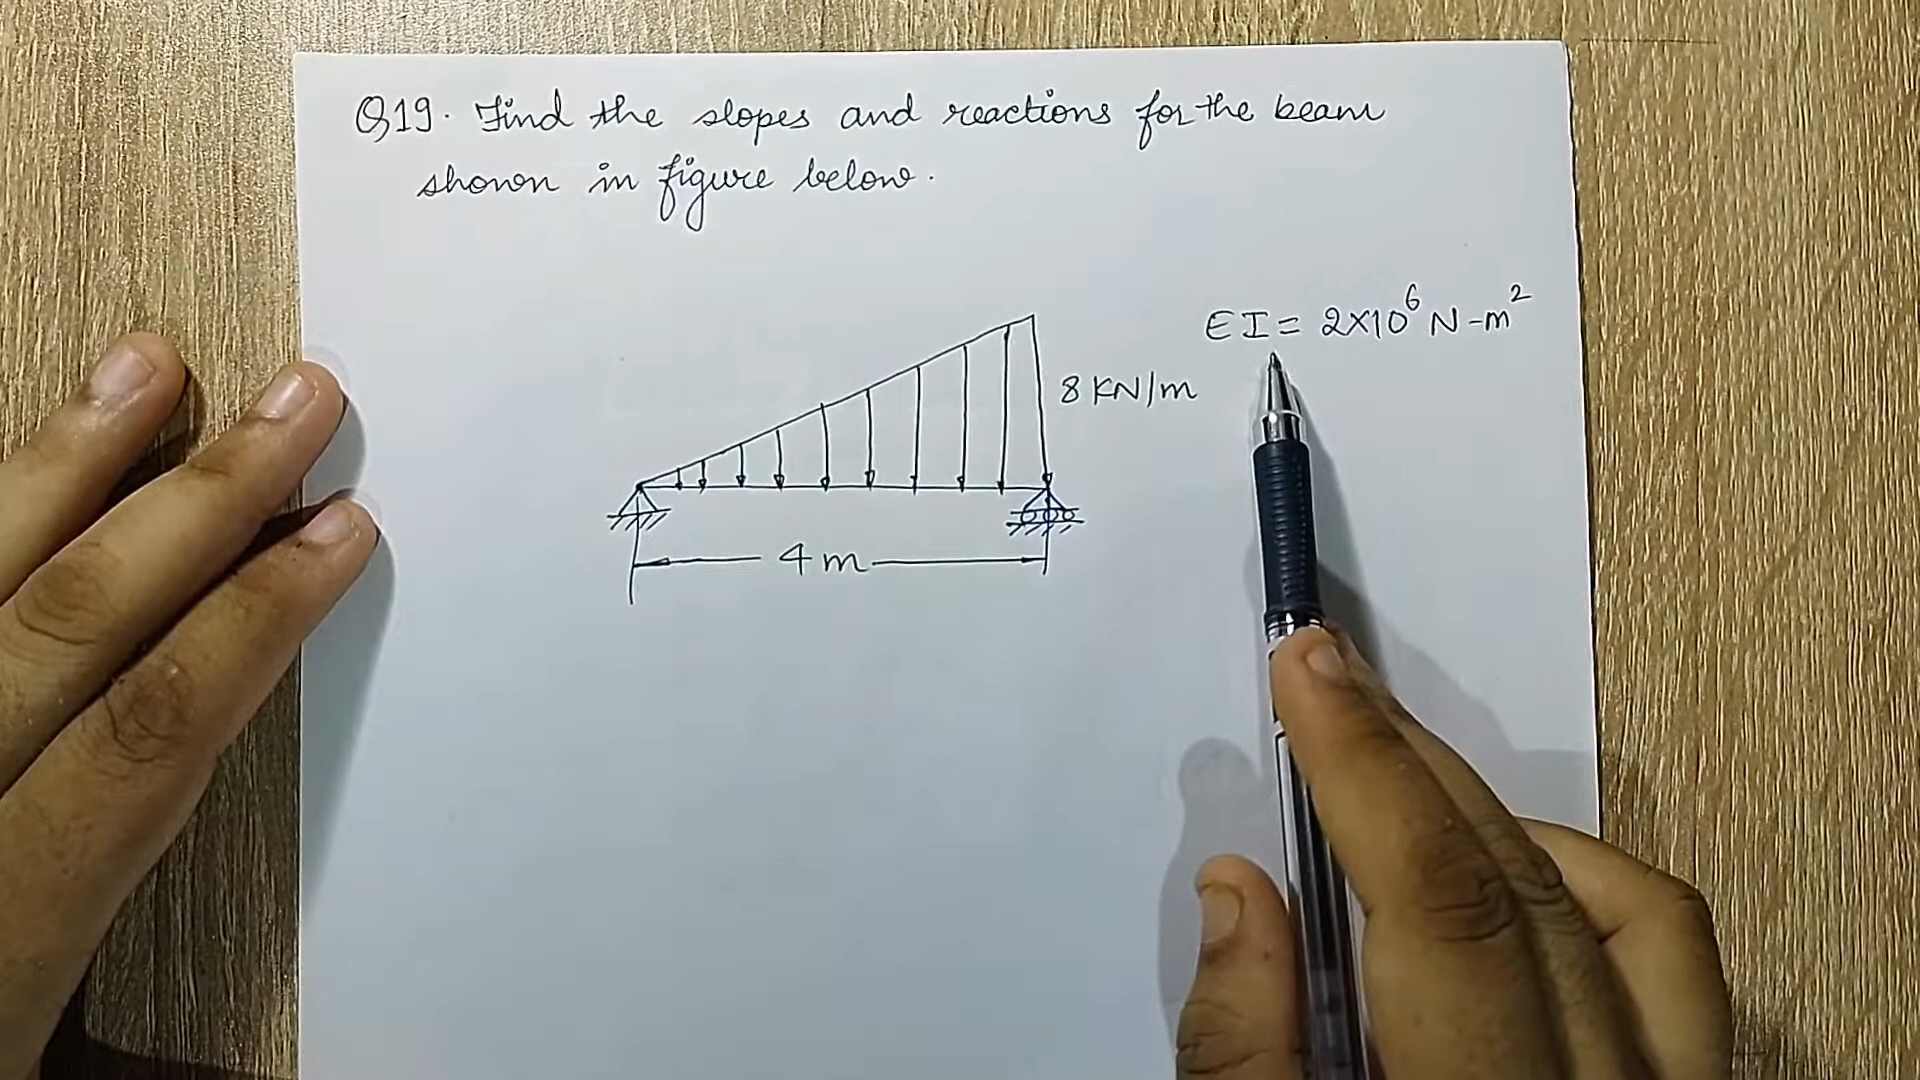 Q19. Find the slopes and reactions for the beam
shown in figure below.
EI = 2×10⁶ N-m²
8 KN/m
4 m